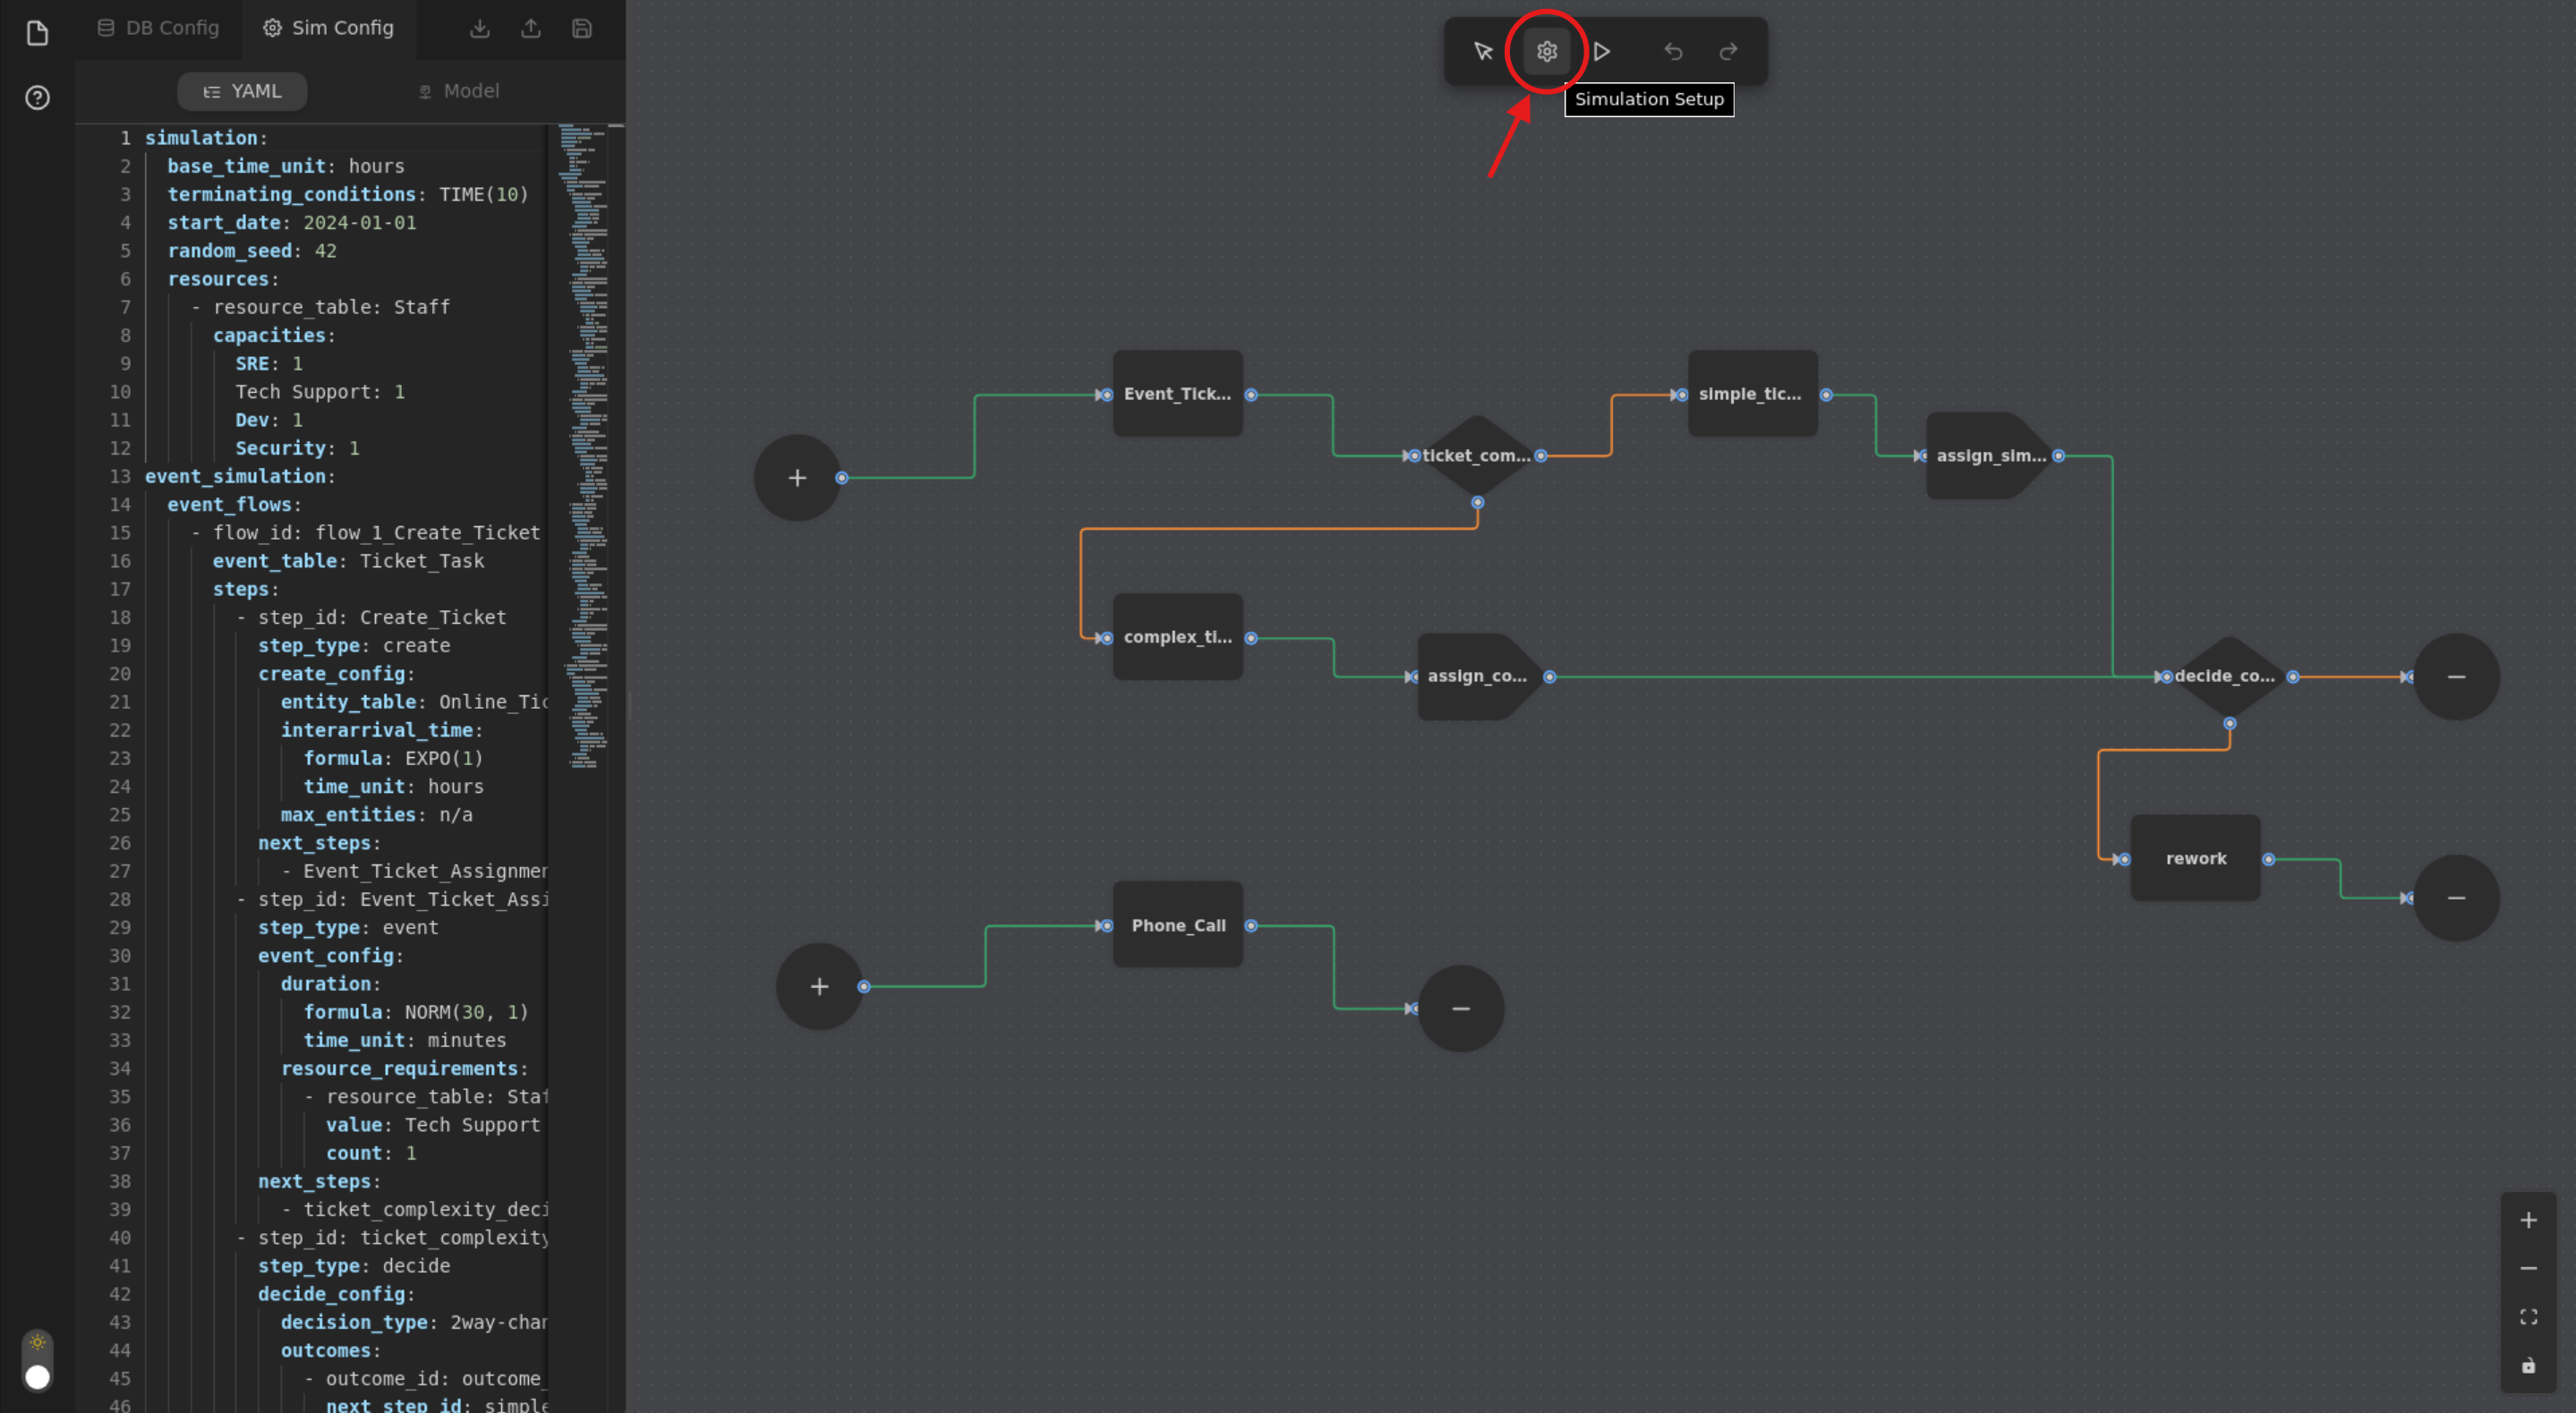 DB Config
Sim Config
YAML
Model
1 simulation:
2 base_time_unit: hours
3 terminating_conditions: TIME(10)
4 start_date: 2024-01-01
5 random_seed: 42
6 resources:
7 - resource_table: Staff
8 capacities:
9 SRE: 1
10 Tech Support: 1
11 Dev: 1
12 Security: 1
13 event_simulation:
14 event_flows:
15 - flow_id: flow_1_Create_Ticket
16 event_table: Ticket_Task
17 steps:
18 - step_id: Create_Ticket
19 step_type: create
20 create_config:
21 entity_table: Online_Tic
22 interarrival_time:
23 formula: EXPO(1)
24 time_unit: hours
25 max_entities: n/a
26 next_steps:
27 - Event_Ticket_Assignmen
28 - step_id: Event_Ticket_Assi
29 step_type: event
30 event_config:
31 duration:
32 formula: NORM(30, 1)
33 time_unit: minutes
34 resource_requirements:
35 - resource_table: Staf
36 value: Tech Support
37 count: 1
38 next_steps:
39 - ticket_complexity_deci
40 - step_id: ticket_complexity
41 step_type: decide
42 decide_config:
43 decision_type: 2way-chan
44 outcomes:
45 - outcome_id: outcome_
46 next_step_id: simple
Simulation Setup
Event_Tick...
simple_tic...
ticket_com...
assign_sim...
complex_ti...
assign_co...
decide_co...
rework
Phone_Call